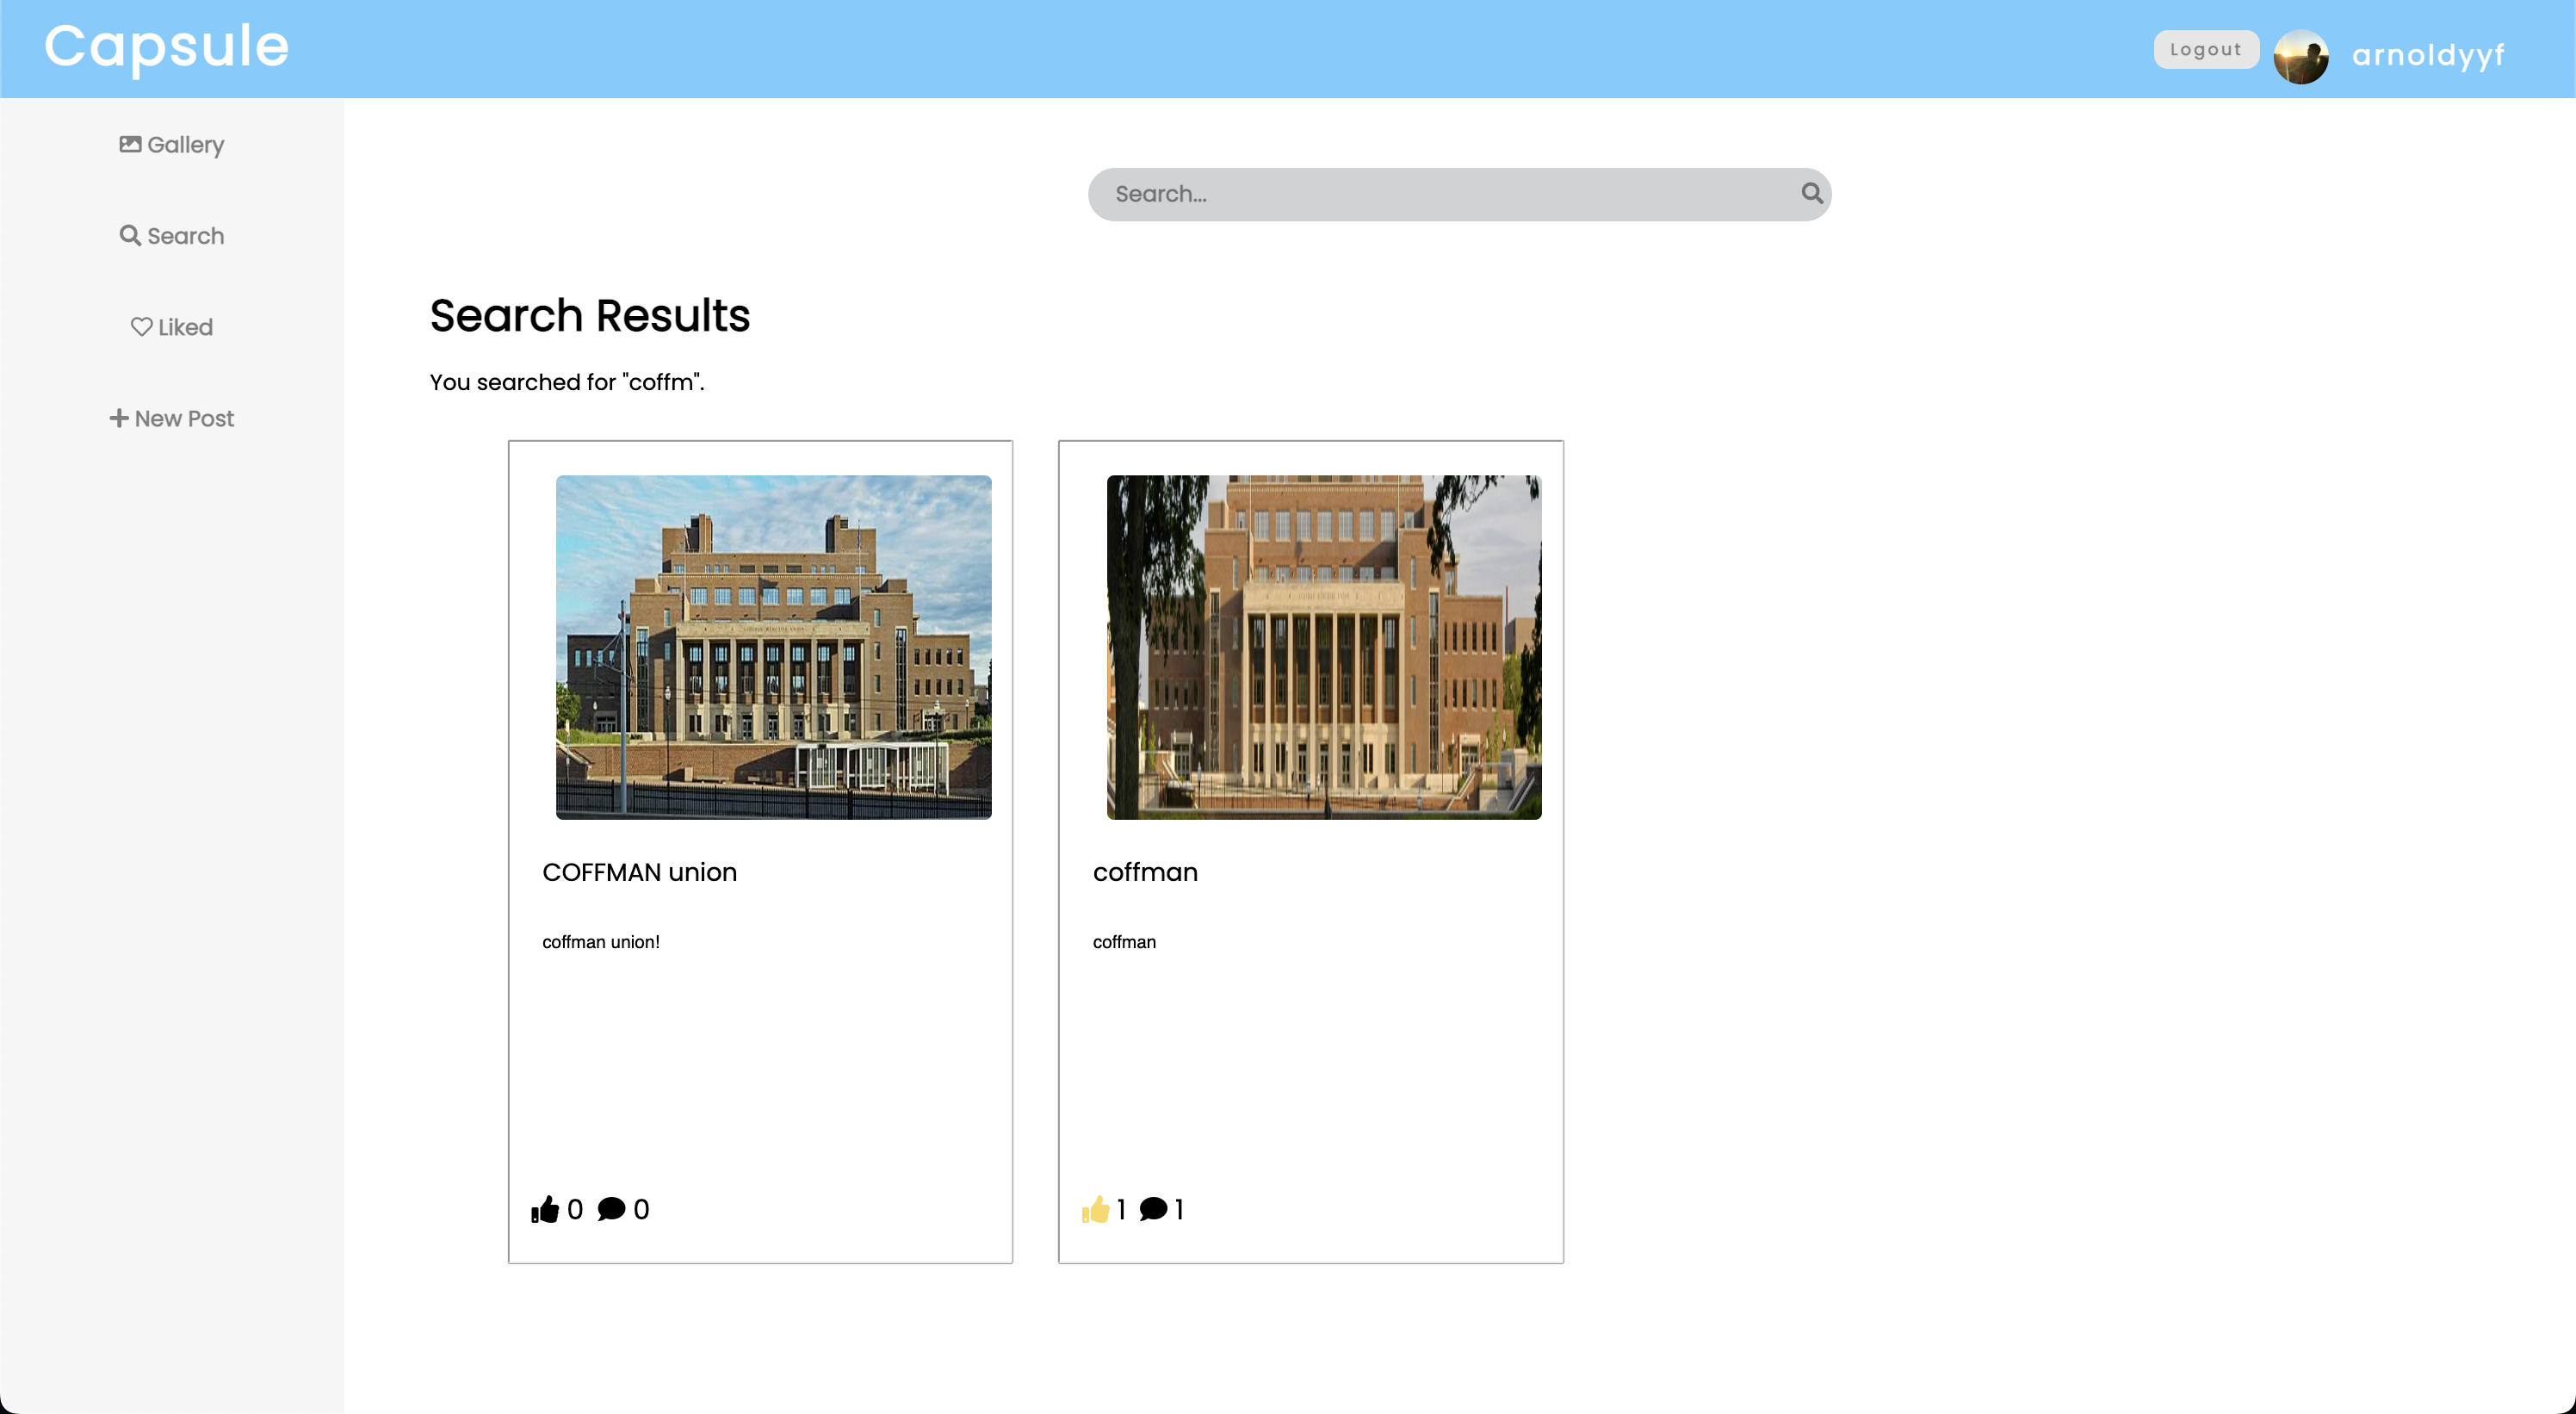 Capsule
Logout
arnoldyyf
Gallery
Search
Liked
New Post
Search...
Search Results
You searched for "coffm".
COFFMAN union
coffman union!
0 0
coffman
coffman
1 1